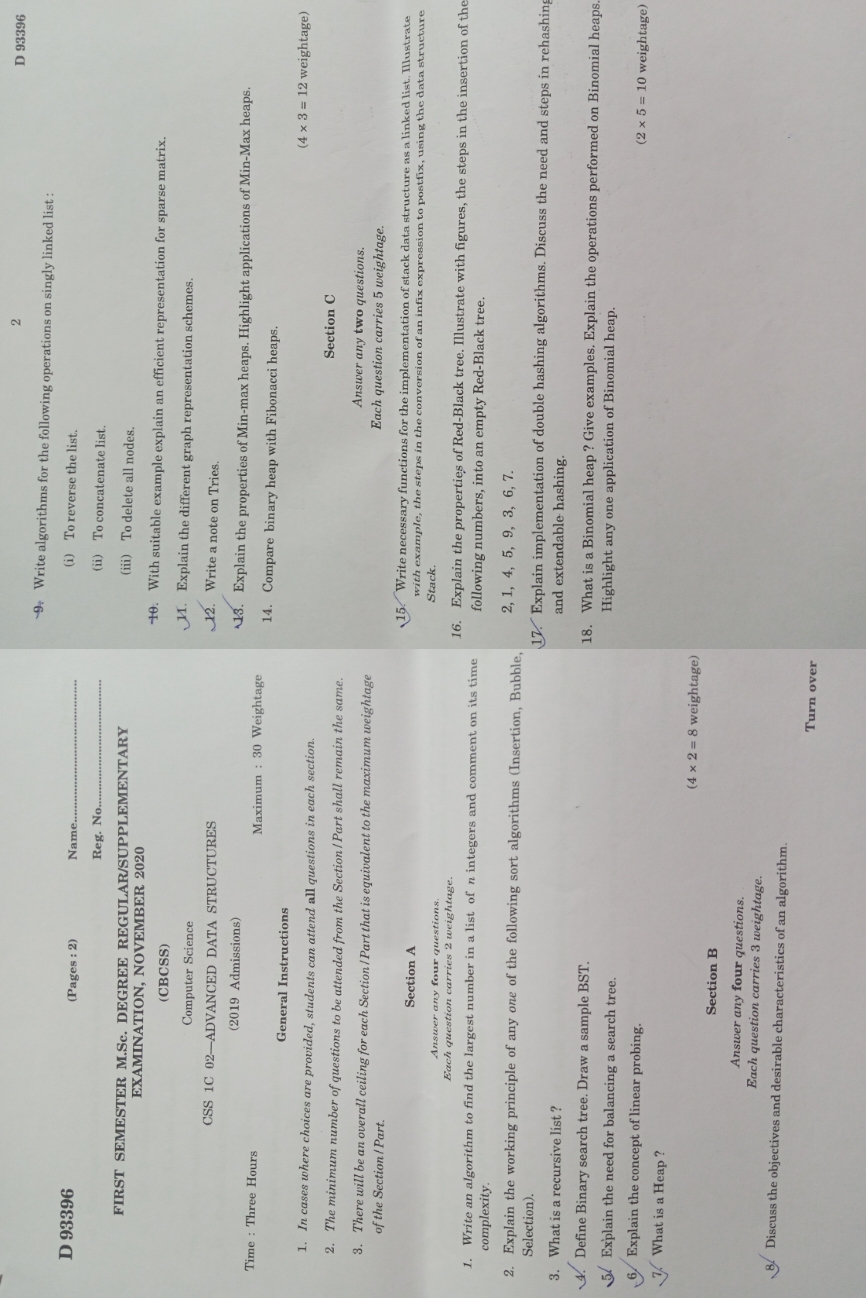 D 93396
(Pages : 2)
Name..........................................
Reg. No.......................................
FIRST SEMESTER M.Sc. DEGREE REGULAR/SUPPLEMENTARY
EXAMINATION, NOVEMBER 2020
(CBCSS)
Computer Science
CSS 1C 02—ADVANCED DATA STRUCTURES
(2019 Admissions)
Time : Three Hours
Maximum : 30 Weightage
General Instructions
1. In cases where choices are provided, students can attend all questions in each section.
2. The minimum number of questions to be attended from the Section/Part shall remain the same.
3. There will be an overall ceiling for each Section/Part that is equivalent to the maximum weightage
of the Section/Part.
Section A
Answer any four questions.
Each question carries 2 weightage.
1. Write an algorithm to find the largest number in a list of n integers and comment on its time
complexity.
2. Explain the working principle of any one of the following sort algorithms (Insertion, Bubble,
Selection).
3. What is a recursive list ?
4. Define Binary search tree. Draw a sample BST.
5. Explain the need for balancing a search tree.
6. Explain the concept of linear probing.
7. What is a Heap ?
(4 × 2 = 8 weightage)
Section B
Answer any four questions.
Each question carries 3 weightage.
8. Discuss the objectives and desirable characteristics of an algorithm.
Turn over
2
D 93396
9. Write algorithms for the following operations on singly linked list :
(i) To reverse the list.
(ii) To concatenate list.
(iii) To delete all nodes.
10. With suitable example explain an efficient representation for sparse matrix.
11. Explain the different graph representation schemes.
12. Write a note on Tries.
13. Explain the properties of Min-max heaps. Highlight applications of Min-Max heaps.
14. Compare binary heap with Fibonacci heaps.
(4 × 3 = 12 weightage)
Section C
Answer any two questions.
Each question carries 5 weightage.
15. Write necessary functions for the implementation of stack data structure as a linked list. Illustrate
with example, the steps in the conversion of an infix expression to postfix, using the data structure
Stack.
16. Explain the properties of Red-Black tree. Illustrate with figures, the steps in the insertion of the
following numbers, into an empty Red-Black tree.
2, 1, 4, 5, 9, 3, 6, 7.
17. Explain implementation of double hashing algorithms. Discuss the need and steps in rehashing
and extendable hashing.
18. What is a Binomial heap ? Give examples. Explain the operations performed on Binomial heaps.
Highlight any one application of Binomial heap.
(2 × 5 = 10 weightage)